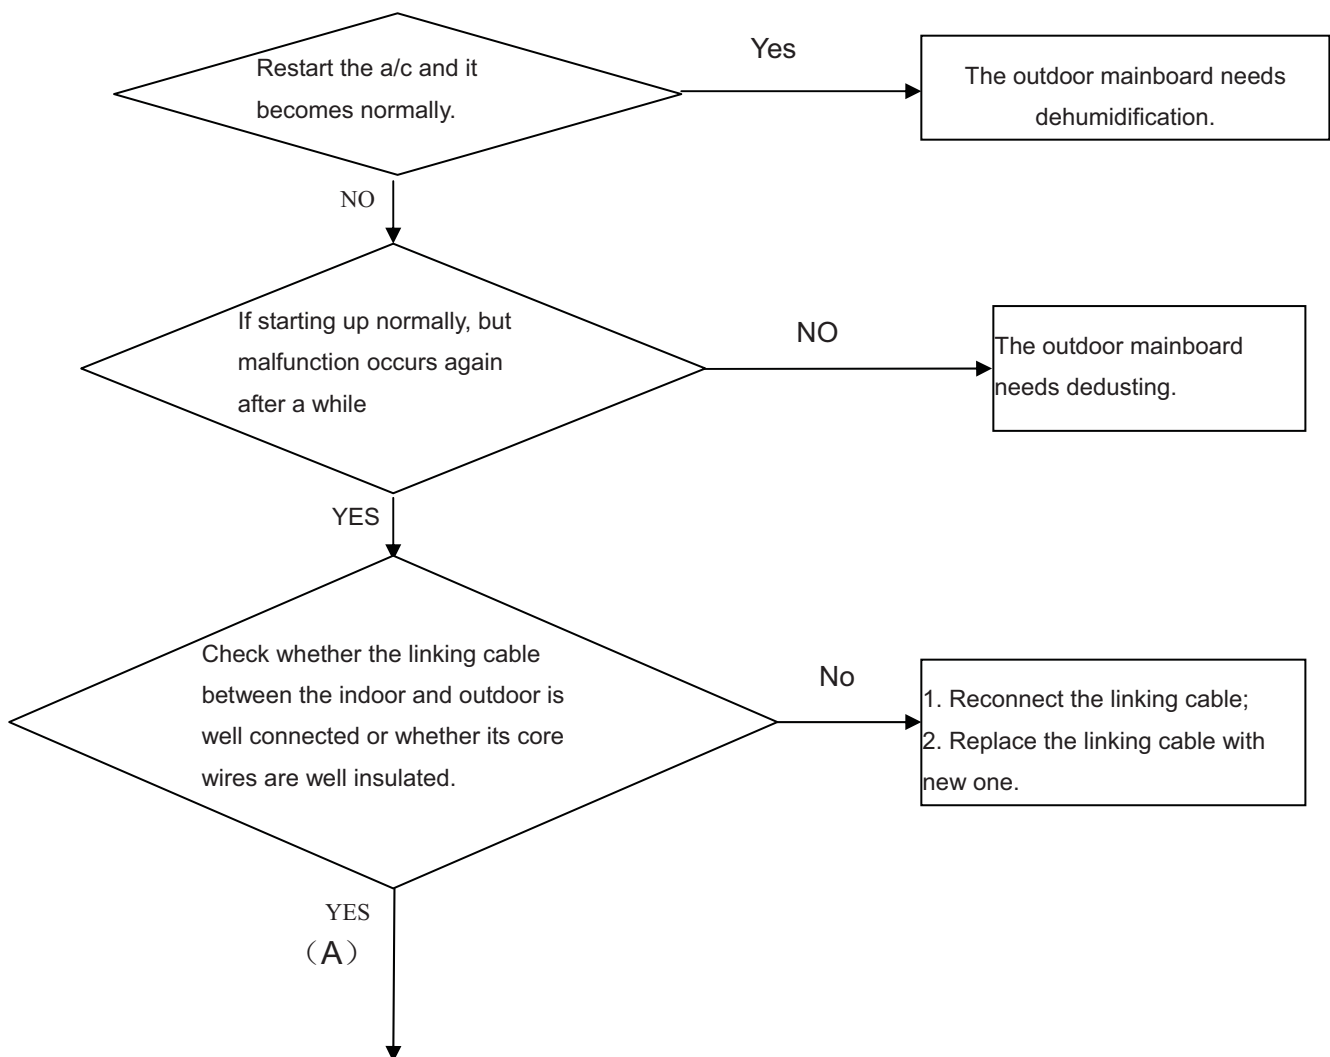 Restart the a/c and it
becomes normally.
Yes
The outdoor mainboard needs
dehumidification.
NO
If starting up normally, but
malfunction occurs again
after a while
NO
The outdoor mainboard
needs dedusting.
YES
Check whether the linking cable
between the indoor and outdoor is
well connected or whether its core
wires are well insulated.
No
1. Reconnect the linking cable;
2. Replace the linking cable with
new one.
YES
（A）